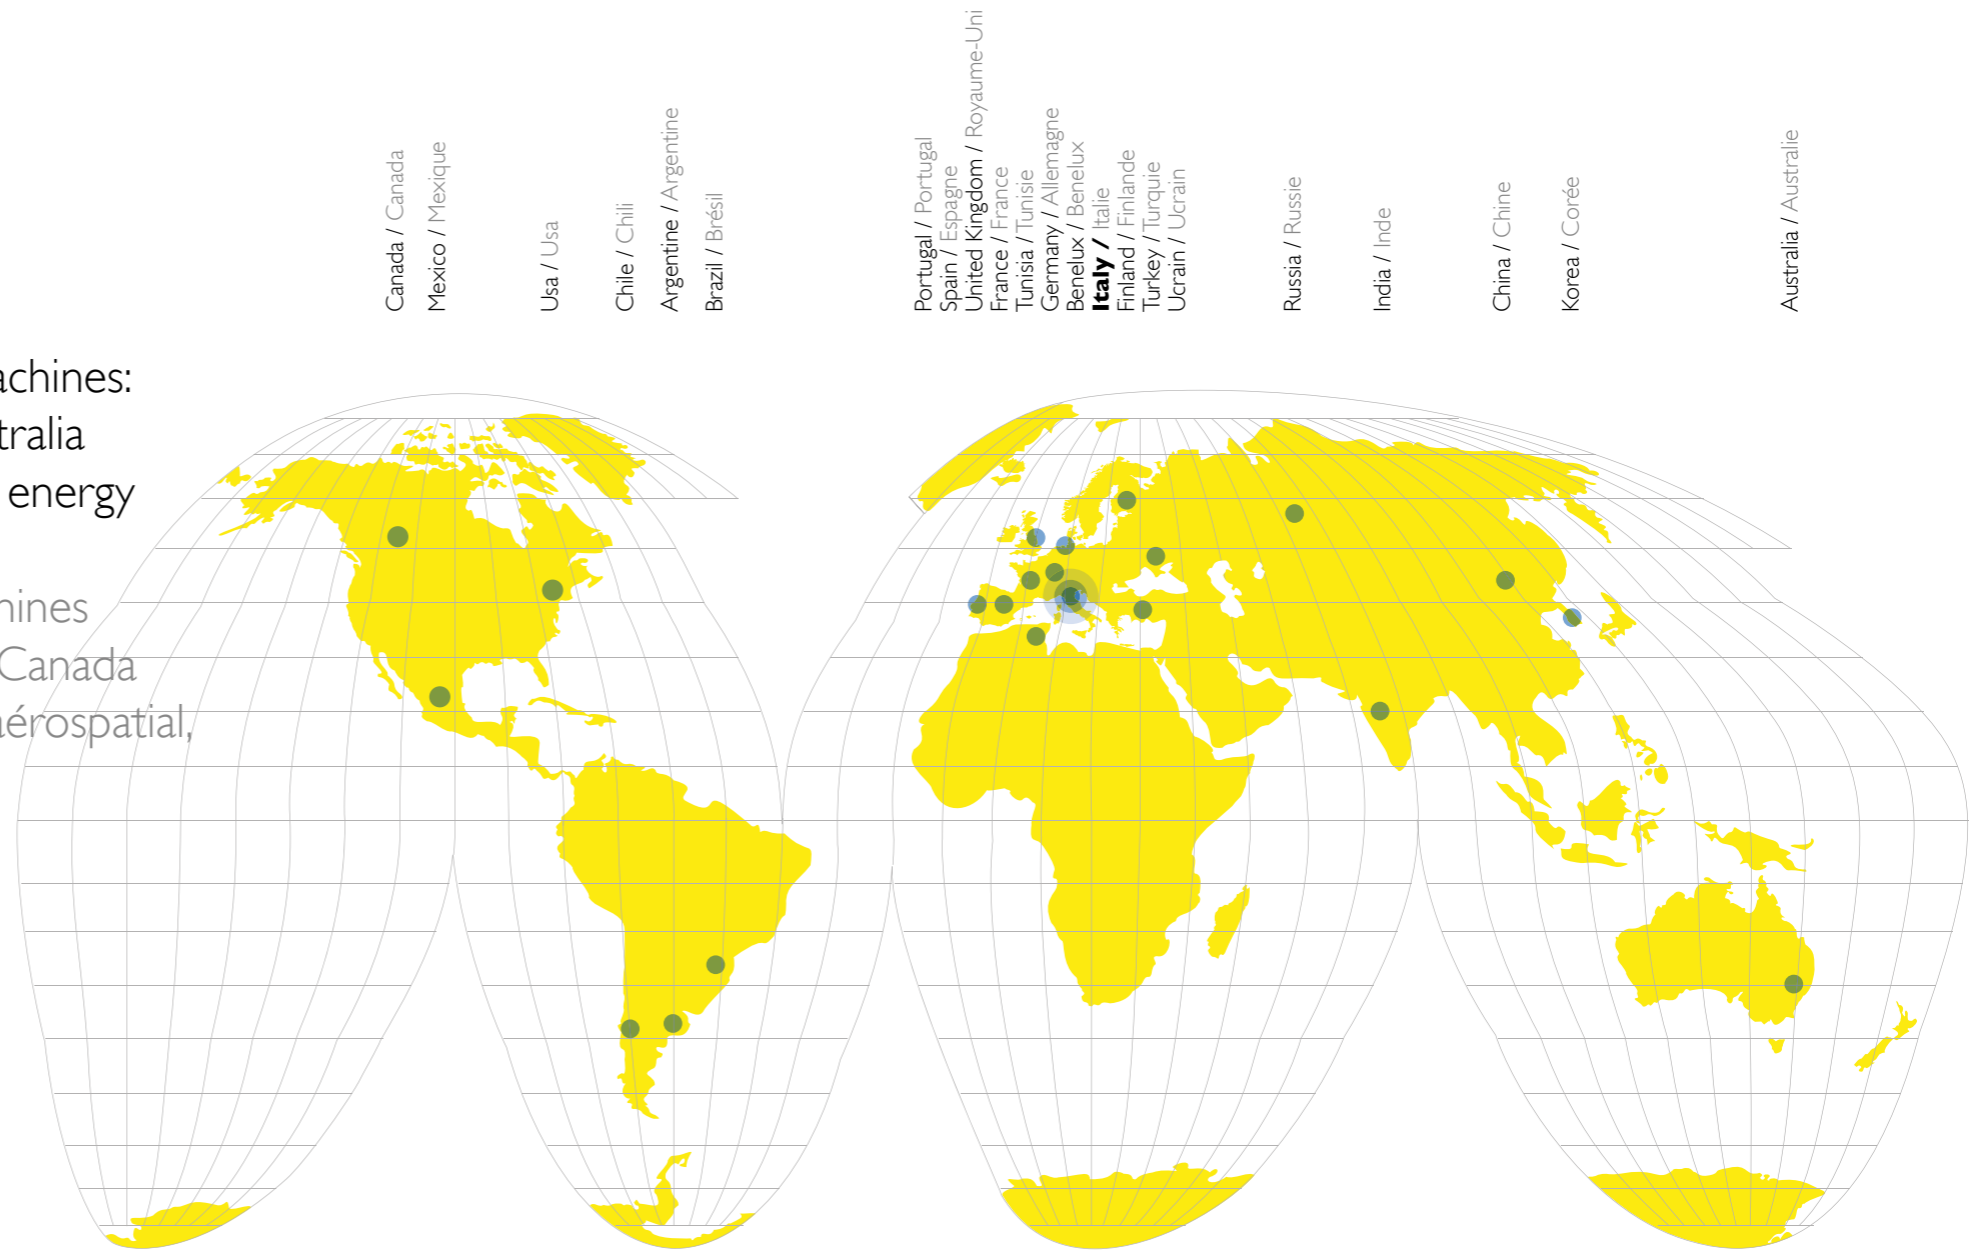 Canada / Canada
Mexico / Mexique
Usa / Usa
Chile / Chili
Argentine / Argentine
Brazil / Brésil
Portugal / Portugal
Spain / Espagne
United Kingdom / Royaume-Uni
France / France
Tunisia / Tunisie
Germany / Allemagne
Benelux / Benelux
Italy / Italie
Finland / Finlande
Turkey / Turquie
Ucrain / Ucrain
Russia / Russie
India / Inde
China / Chine
Korea / Corée
Australia / Australie
achines:
tralia
energy
hines
Canada
aérospatial,